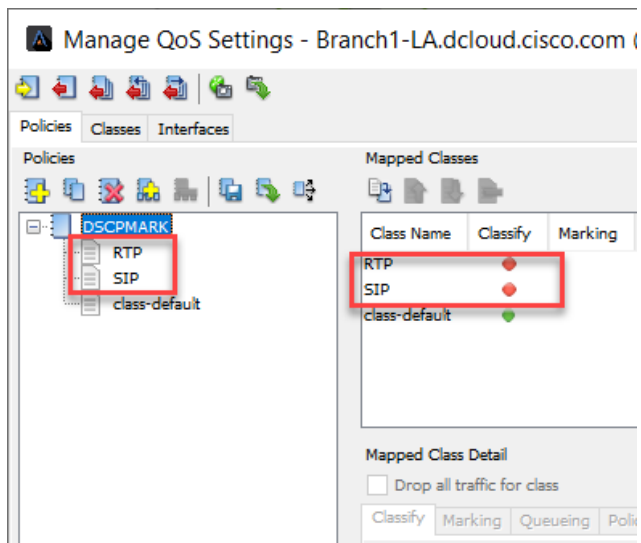 Manage QoS Settings - Branch1-LA.dcloud.cisco.com (
Policies Classes Interfaces
Policies
DSCPMARK
RTP
SIP
class-default
Mapped Classes
Class Name Classify Marking
RTP
SIP
class-default
Mapped Class Detail
Drop all traffic for class
Classify Marking Queueing Polic